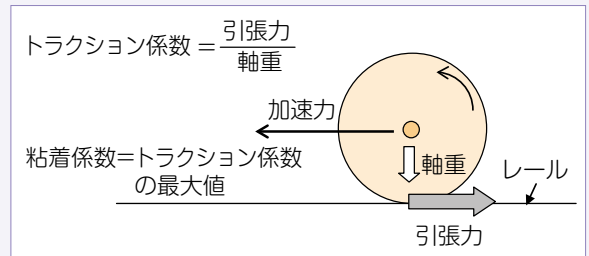 トラクション係数 = 引張力
軸重
加速力
粘着係数=トラクション係数
の最大値
軸重
レール
引張力